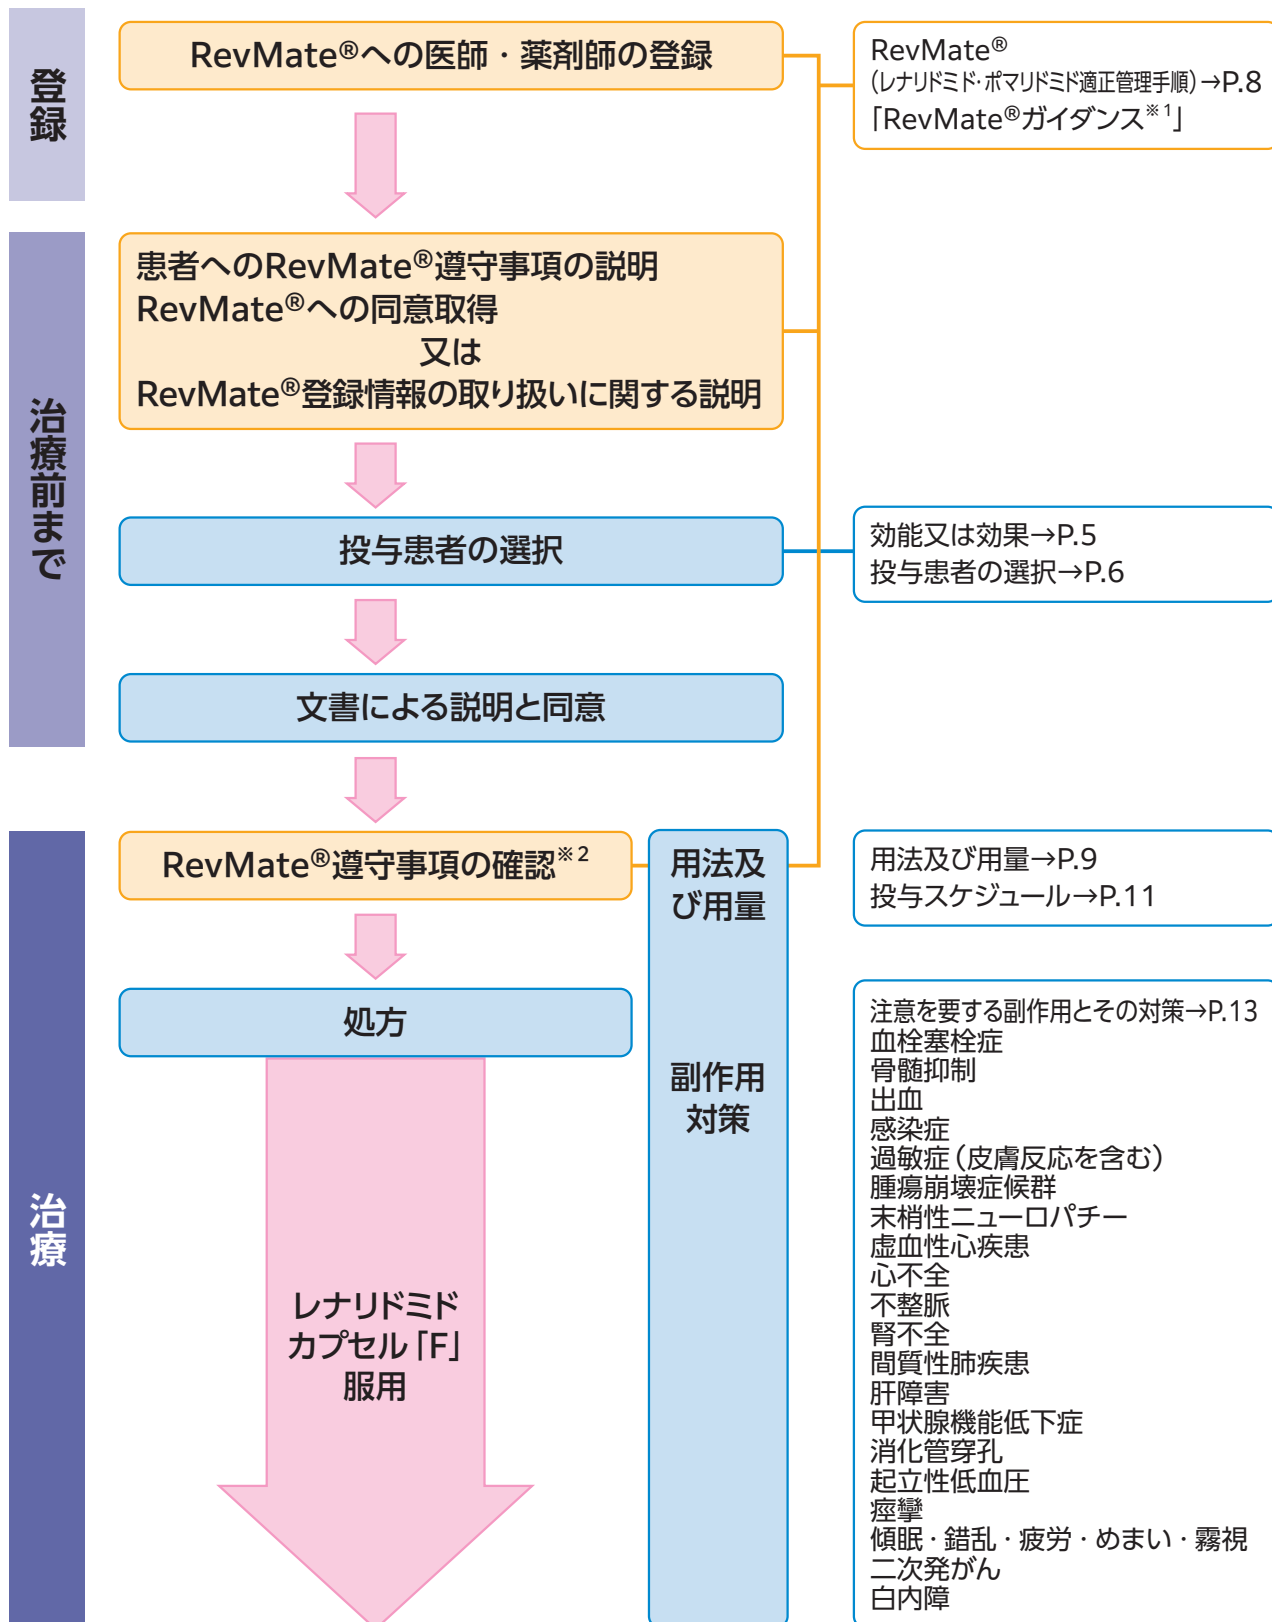 登録
RevMate®への医師・薬剤師の登録
RevMate®
(レナリドミド・ポマリドミド適正管理手順)→P.8
「RevMate®ガイダンス※1」
治療前まで
患者へのRevMate®遵守事項の説明
RevMate®への同意取得
又は
RevMate®登録情報の取り扱いに関する説明
投与患者の選択
効能又は効果→P.5
投与患者の選択→P.6
文書による説明と同意
治療
RevMate®遵守事項の確認※2
処方
レナリドミド
カプセル「F」
服用
用法及
び用量
副作用
対策
用法及び用量→P.9
投与スケジュール→P.11
注意を要する副作用とその対策→P.13
血栓塞栓症
骨髄抑制
出血
感染症
過敏症(皮膚反応を含む)
腫瘍崩壊症候群
末梢性ニューロパチー
虚血性心疾患
心不全
不整脈
腎不全
間質性肺疾患
肝障害
甲状腺機能低下症
消化管穿孔
起立性低血圧
痙攣
傾眠・錯乱・疲労・めまい・霧視
二次発がん
白内障